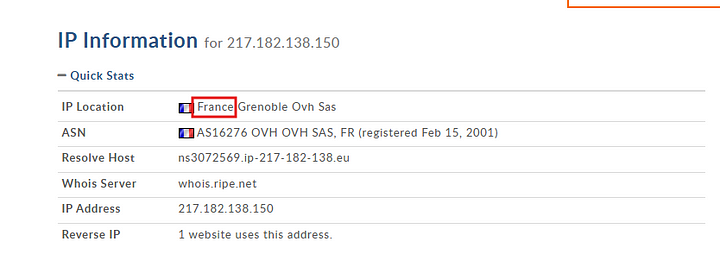 IP Information for 217.182.138.150
Quick Stats
IP Location France Grenoble Ovh Sas
ASN AS16276 OVH OVH SAS, FR (registered Feb 15, 2001)
Resolve Host ns3072569.ip-217-182-138.eu
Whois Server whois.ripe.net
IP Address 217.182.138.150
Reverse IP 1 website uses this address.